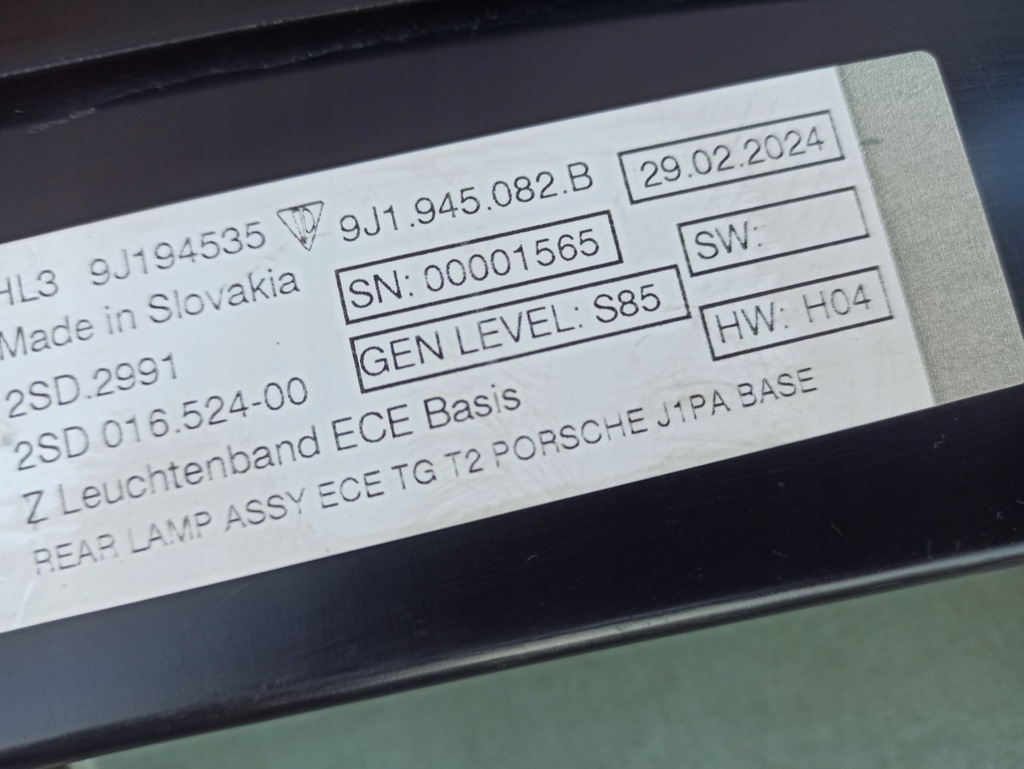 HL3 9J194535 9J1.945.082.B 29.02.2024
Made in Slovakia SN: 00001565 SW:
2SD.2991 GEN LEVEL: S85 HW: H04
2SD 016.524-00
Z Leuchtenband ECE Basis
REAR LAMP ASSY ECE TG T2 PORSCHE J1PA BASE